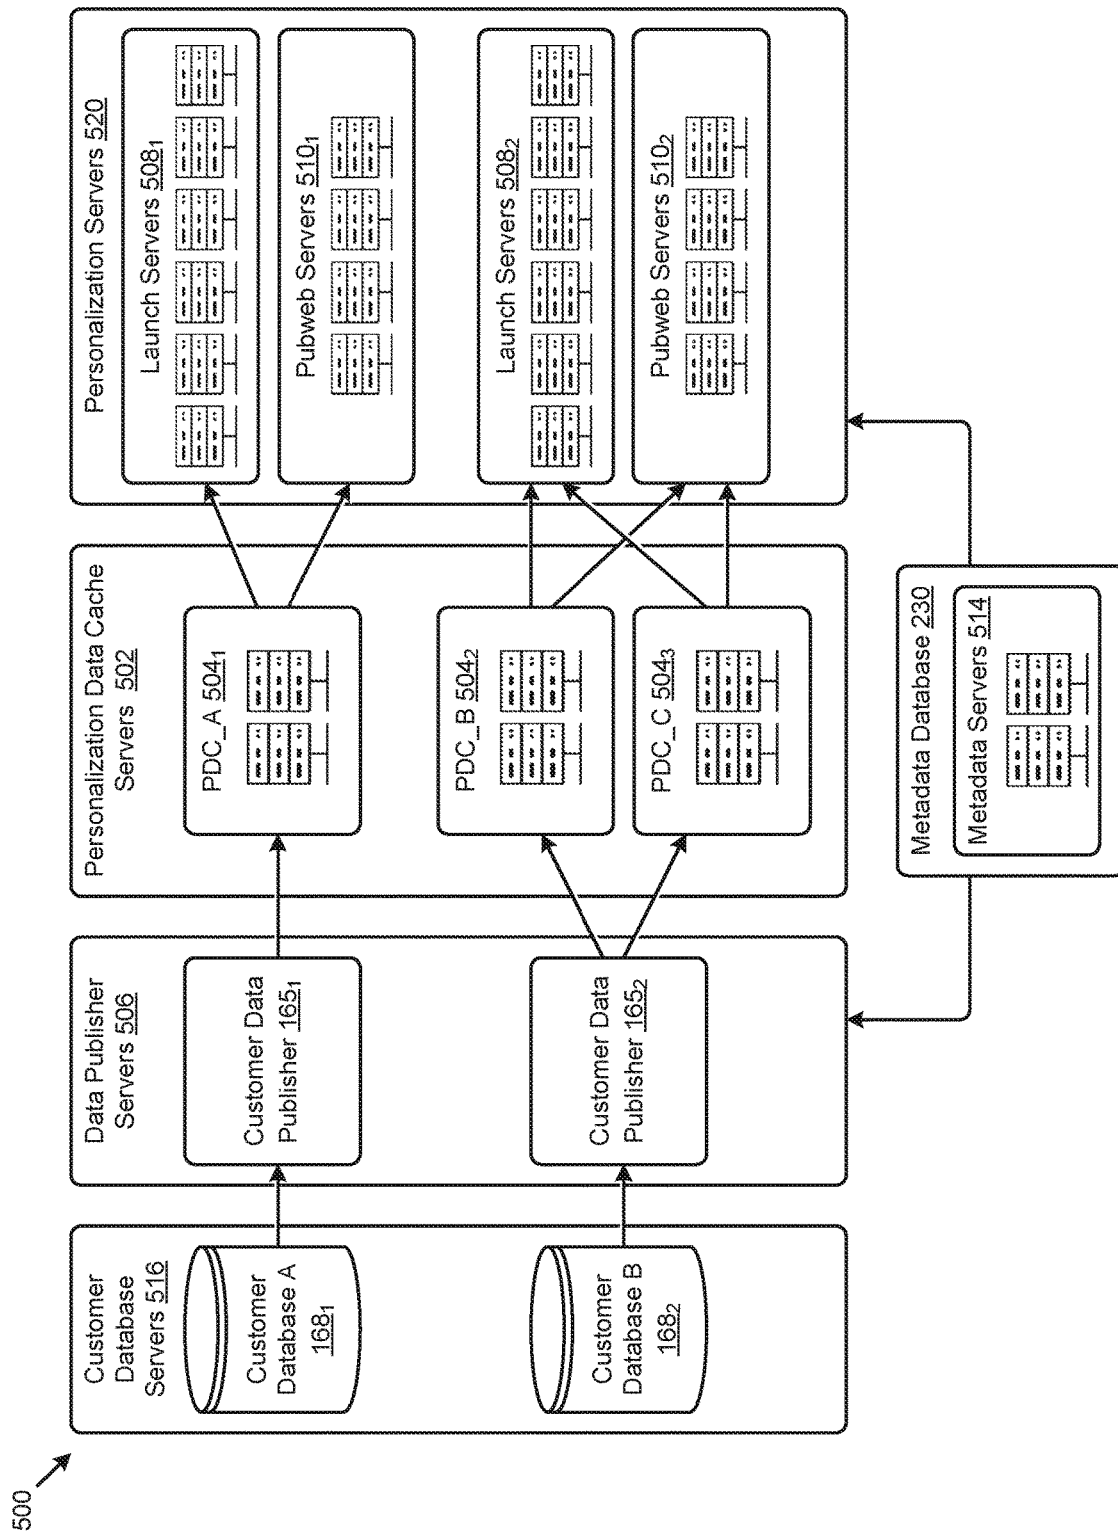 500
Customer
Database
Servers 516
Customer
Database A
168₁
Customer
Database B
168₂
Data Publisher
Servers 506
Customer Data
Publisher 165₁
Customer Data
Publisher 165₂
Personalization Data Cache
Servers 502
PDC_A 504₁
PDC_B 504₂
PDC_C 504₃
Personalization Servers 520
Launch Servers 508₁
Pubweb Servers 510₁
Launch Servers 508₂
Pubweb Servers 510₂
Metadata Database 230
Metadata Servers 514